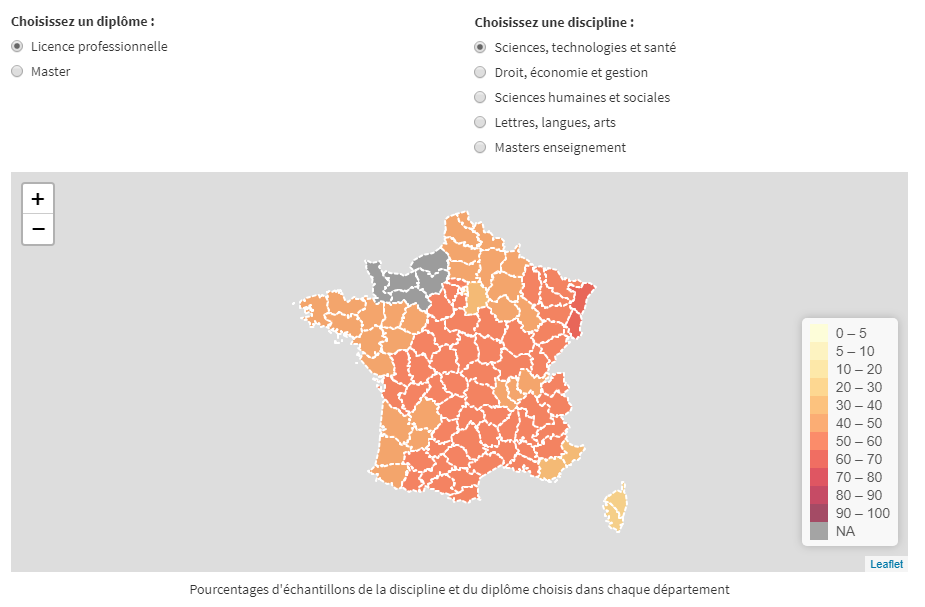 Choisissez un diplôme :
Licence professionnelle
Master
Choisissez une discipline :
Sciences, technologies et santé
Droit, économie et gestion
Sciences humaines et sociales
Lettres, langues, arts
Masters enseignement
+
−
0 – 5
5 – 10
10 – 20
20 – 30
30 – 40
40 – 50
50 – 60
60 – 70
70 – 80
80 – 90
90 – 100
NA
Leaflet
Pourcentages d'échantillons de la discipline et du diplôme choisis dans chaque département